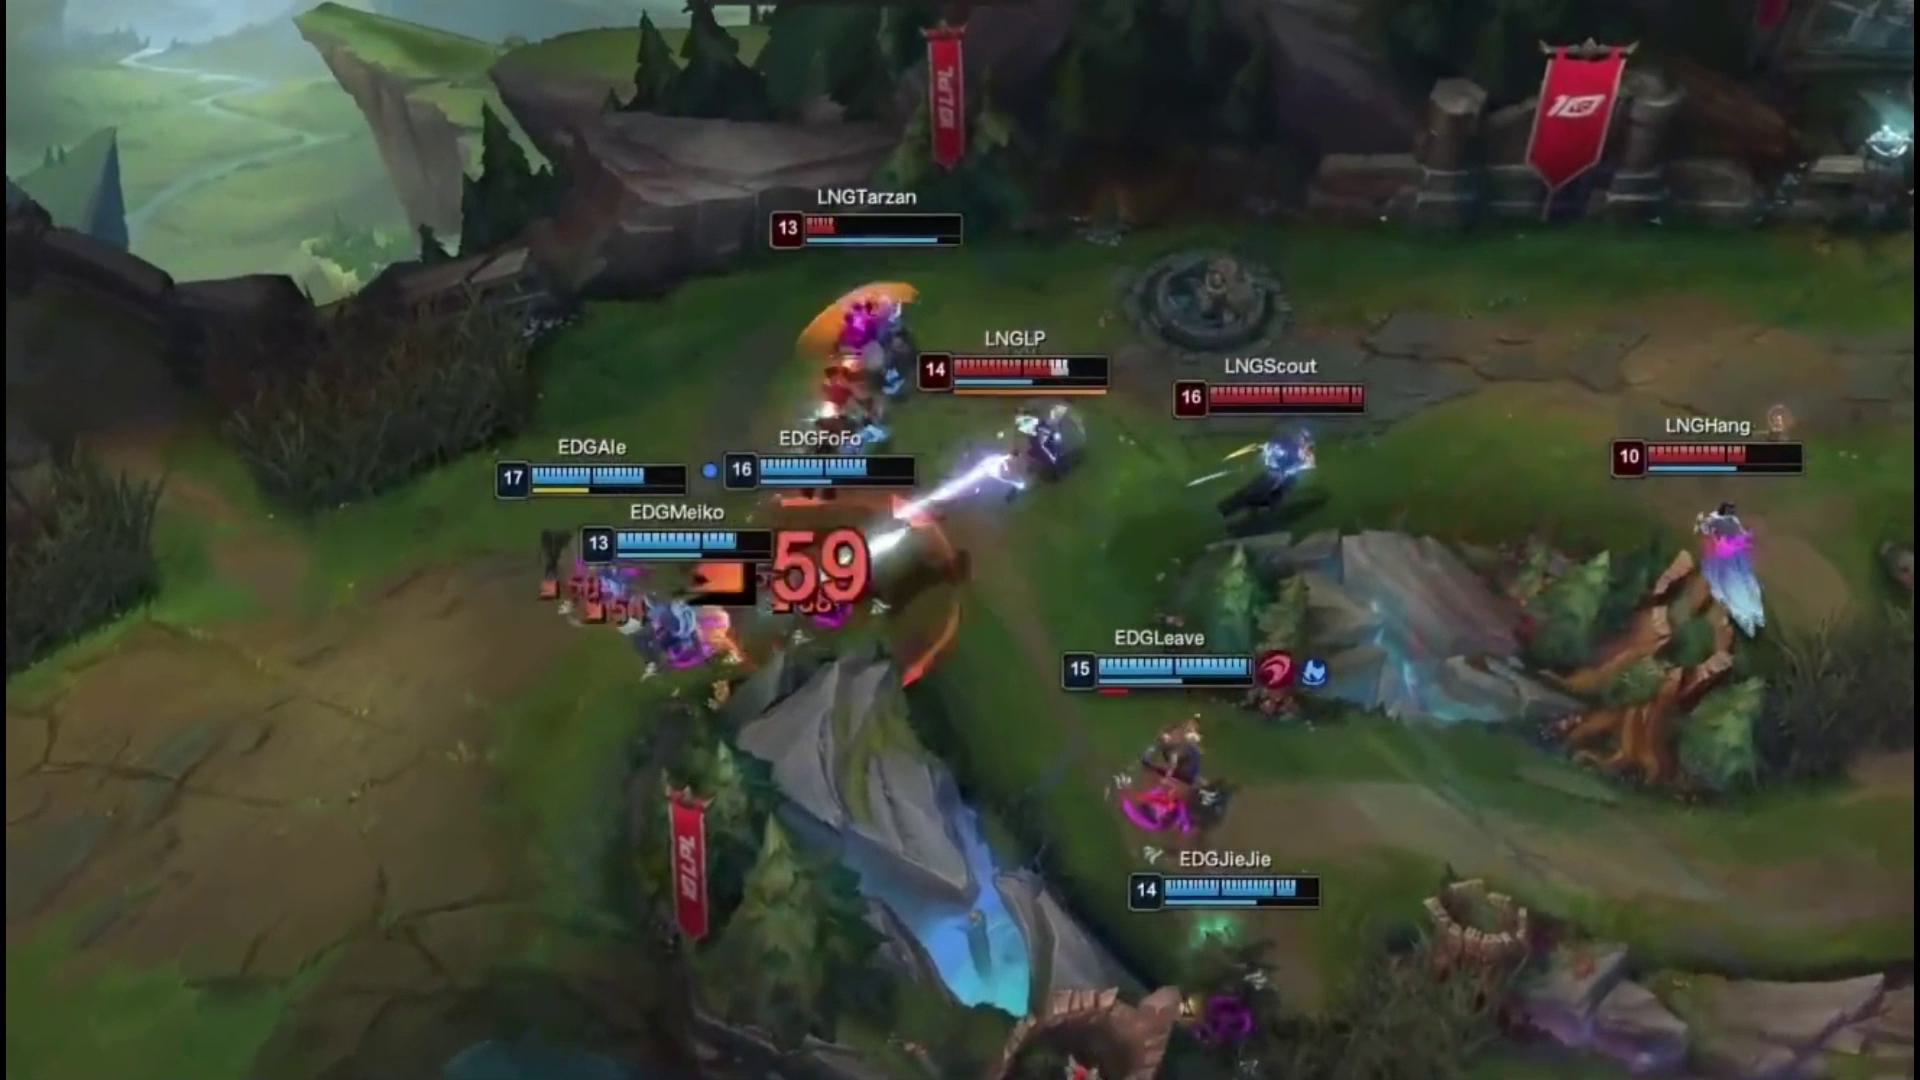 LNGTarzan
13
LNGLP
14
LNGScout
16
LNGHang
10
EDGAle
17
EDGFoFo
16
EDGMeiko
13
59
EDGLeave
15
EDGJieJie
14